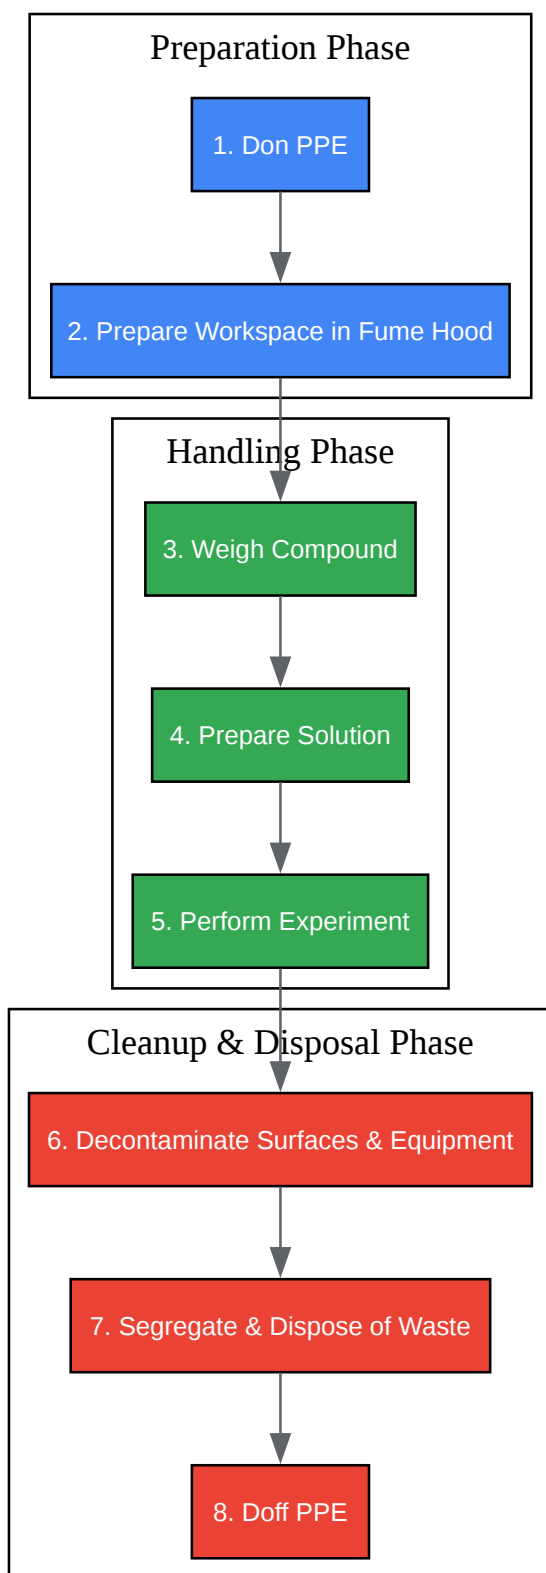 Preparation Phase
1. Don PPE
2. Prepare Workspace in Fume Hood
Handling Phase
3. Weigh Compound
4. Prepare Solution
5. Perform Experiment
Cleanup & Disposal Phase
6. Decontaminate Surfaces & Equipment
7. Segregate & Dispose of Waste
8. Doff PPE